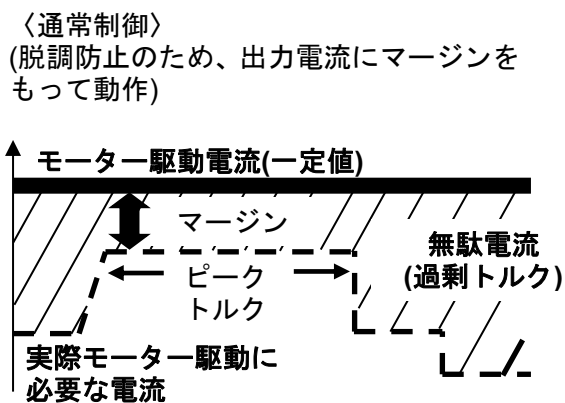 〈通常制御〉
(脱調防止のため、出力電流にマージンを
もって動作)
モーター駆動電流(一定値)
マージン
無駄電流
(過剰トルク)
ピーク
トルク
実際モーター駆動に
必要な電流